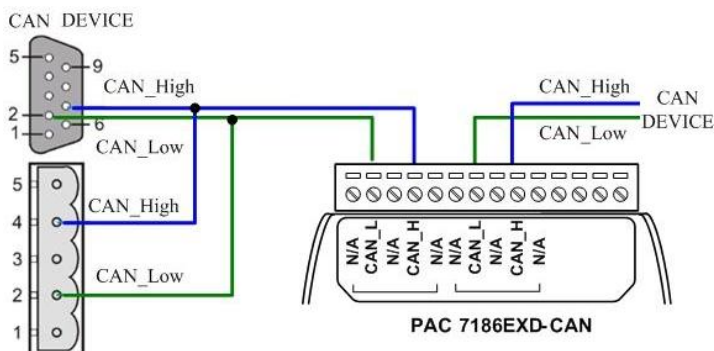 CAN DEVICE
5
9
CAN_High
2
6
1
CAN_Low
CAN_High
CAN
CAN_Low
DEVICE
5
4
CAN_High
3
2
CAN_Low
1
N/A
CAN_L
N/A
CAN_H
N/A
N/A
CAN_L
N/A
CAN_H
N/A
PAC 7186EXD-CAN